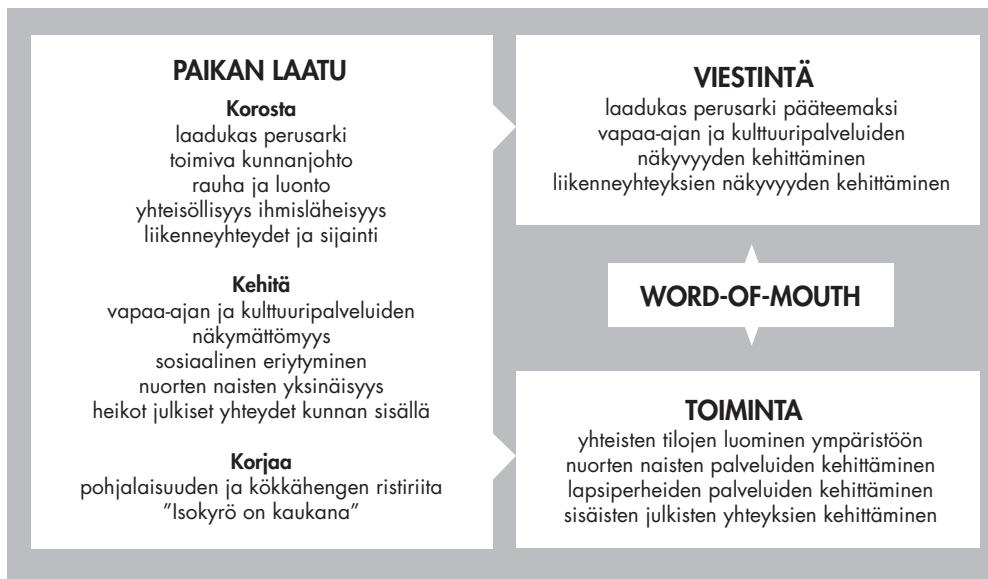 PAIKAN LAATU
Korosta
laadukas perusarki
toimiva kunnanjohto
rauha ja luonto
yhteisöllisyys ihmisläheisyys
liikenneyhteydet ja sijainti
Kehitä
vapaa-ajan ja kulttuuripalveluiden
näkymättömyys
sosiaalinen eriytyminen
nuorten naisten yksinäisyys
heikot julkiset yhteydet kunnan sisällä
Korjaa
pohjalaisuuden ja kökkähengen ristiriita
"Isokyrö on kaukana"
VIESTINTÄ
laadukas perusarki pääteemaksi
vapaa-ajan ja kulttuuripalveluiden
näkyvyyden kehittäminen
liikenneyhteyksien näkyvyyden kehittäminen
WORD-OF-MOUTH
TOIMINTA
yhteisten tilojen luominen ympäristöön
nuorten naisten palveluiden kehittäminen
lapsiperheiden palveluiden kehittäminen
sisäisten julkisten yhteyksien kehittäminen